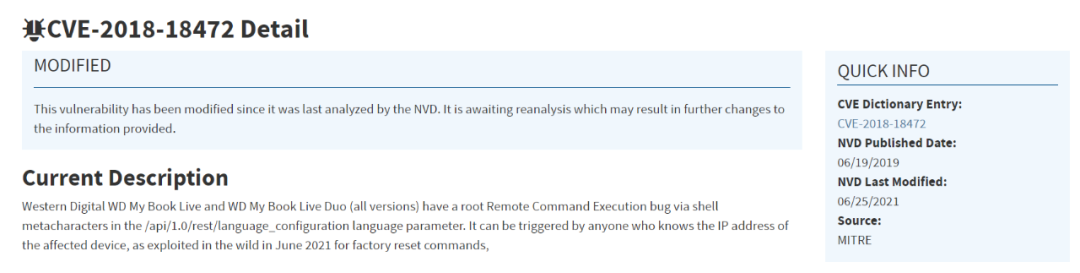 CVE-2018-18472 Detail
MODIFIED
This vulnerability has been modified since it was last analyzed by the NVD. It is awaiting reanalysis which may result in further changes to
the information provided.
Current Description
Western Digital WD My Book Live and WD My Book Live Duo (all versions) have a root Remote Command Execution bug via shell
metacharacters in the /api/1.0/rest/language_configuration language parameter. It can be triggered by anyone who knows the IP address of
the affected device, as exploited in the wild in June 2021 for factory reset commands,
QUICK INFO
CVE Dictionary Entry:
CVE-2018-18472
NVD Published Date:
06/19/2019
NVD Last Modified:
06/25/2021
Source:
MITRE